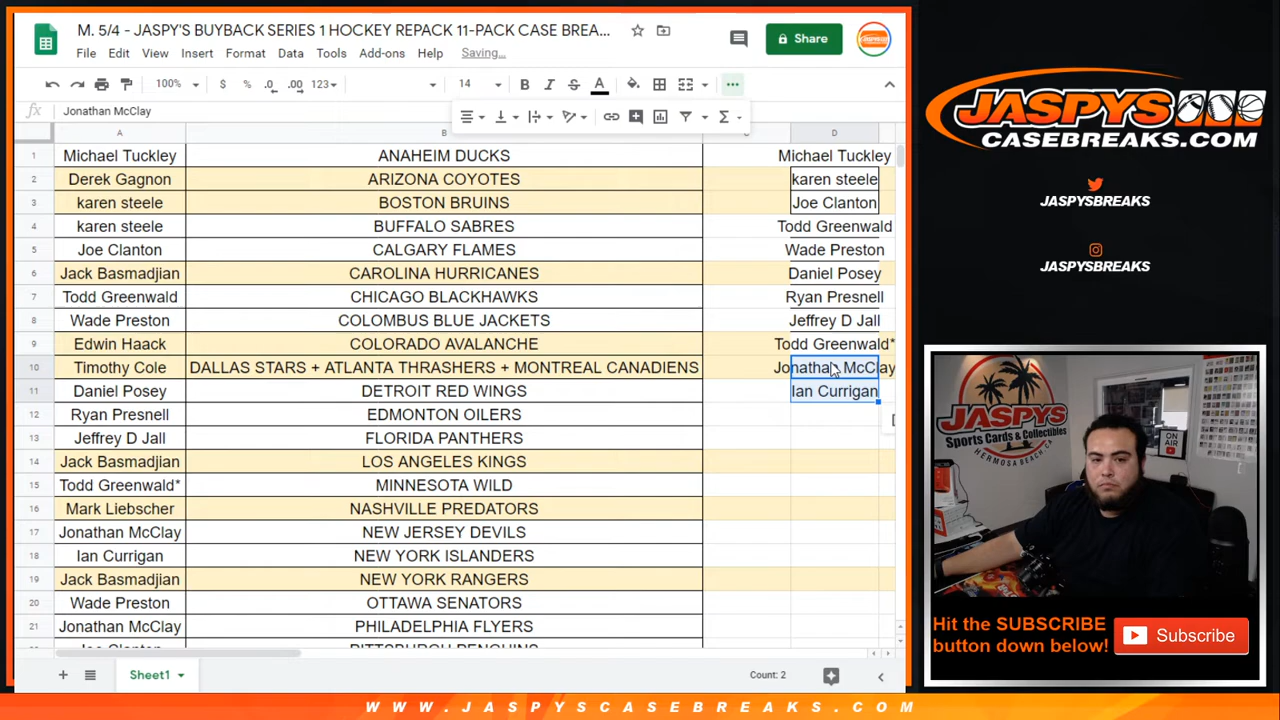 M. 5/4 - JASPY'S BUYBACK SERIES 1 HOCKEY REPACK 11-PACK CASE BREA...
Share
File Edit View Insert Format Data Tools Add-ons Help Saving...
100% $ % .0 .00 123 14 B I S A
fx Jonathan McClay
A B D
1 Michael Tuckley ANAHEIM DUCKS Michael Tuckley
2 Derek Gagnon ARIZONA COYOTES karen steele
3 karen steele BOSTON BRUINS Joe Clanton
4 karen steele BUFFALO SABRES Todd Greenwald
5 Joe Clanton CALGARY FLAMES Wade Preston
6 Jack Basmadjian CAROLINA HURRICANES Daniel Posey
7 Todd Greenwald CHICAGO BLACKHAWKS Ryan Presnell
8 Wade Preston COLOMBUS BLUE JACKETS Jeffrey D Jall
9 Edwin Haack COLORADO AVALANCHE Todd Greenwald*
10 Timothy Cole DALLAS STARS + ATLANTA THRASHERS + MONTREAL CANADIENS Jonathan McClay
11 Daniel Posey DETROIT RED WINGS Ian Currigan
12 Ryan Presnell EDMONTON OILERS
13 Jeffrey D Jall FLORIDA PANTHERS
14 Jack Basmadjian LOS ANGELES KINGS
15 Todd Greenwald* MINNESOTA WILD
16 Mark Liebscher NASHVILLE PREDATORS
17 Jonathan McClay NEW JERSEY DEVILS
18 Ian Currigan NEW YORK ISLANDERS
19 Jack Basmadjian NEW YORK RANGERS
20 Wade Preston OTTAWA SENATORS
21 Jonathan McClay PHILADELPHIA FLYERS
Joe Clanton PITTSBURGH PENGUINS
Sheet1
Count: 2
JASPYS
CASEBREAKS.COM
JASPYSBREAKS
JASPYSBREAKS
JASPYS
Sports Cards & Collectibles
HERMOSA BEACH, CA
ON AIR
Hit the SUBSCRIBE
button down below!
Subscribe
WWW.JASPYSCASEBREAKS.COM